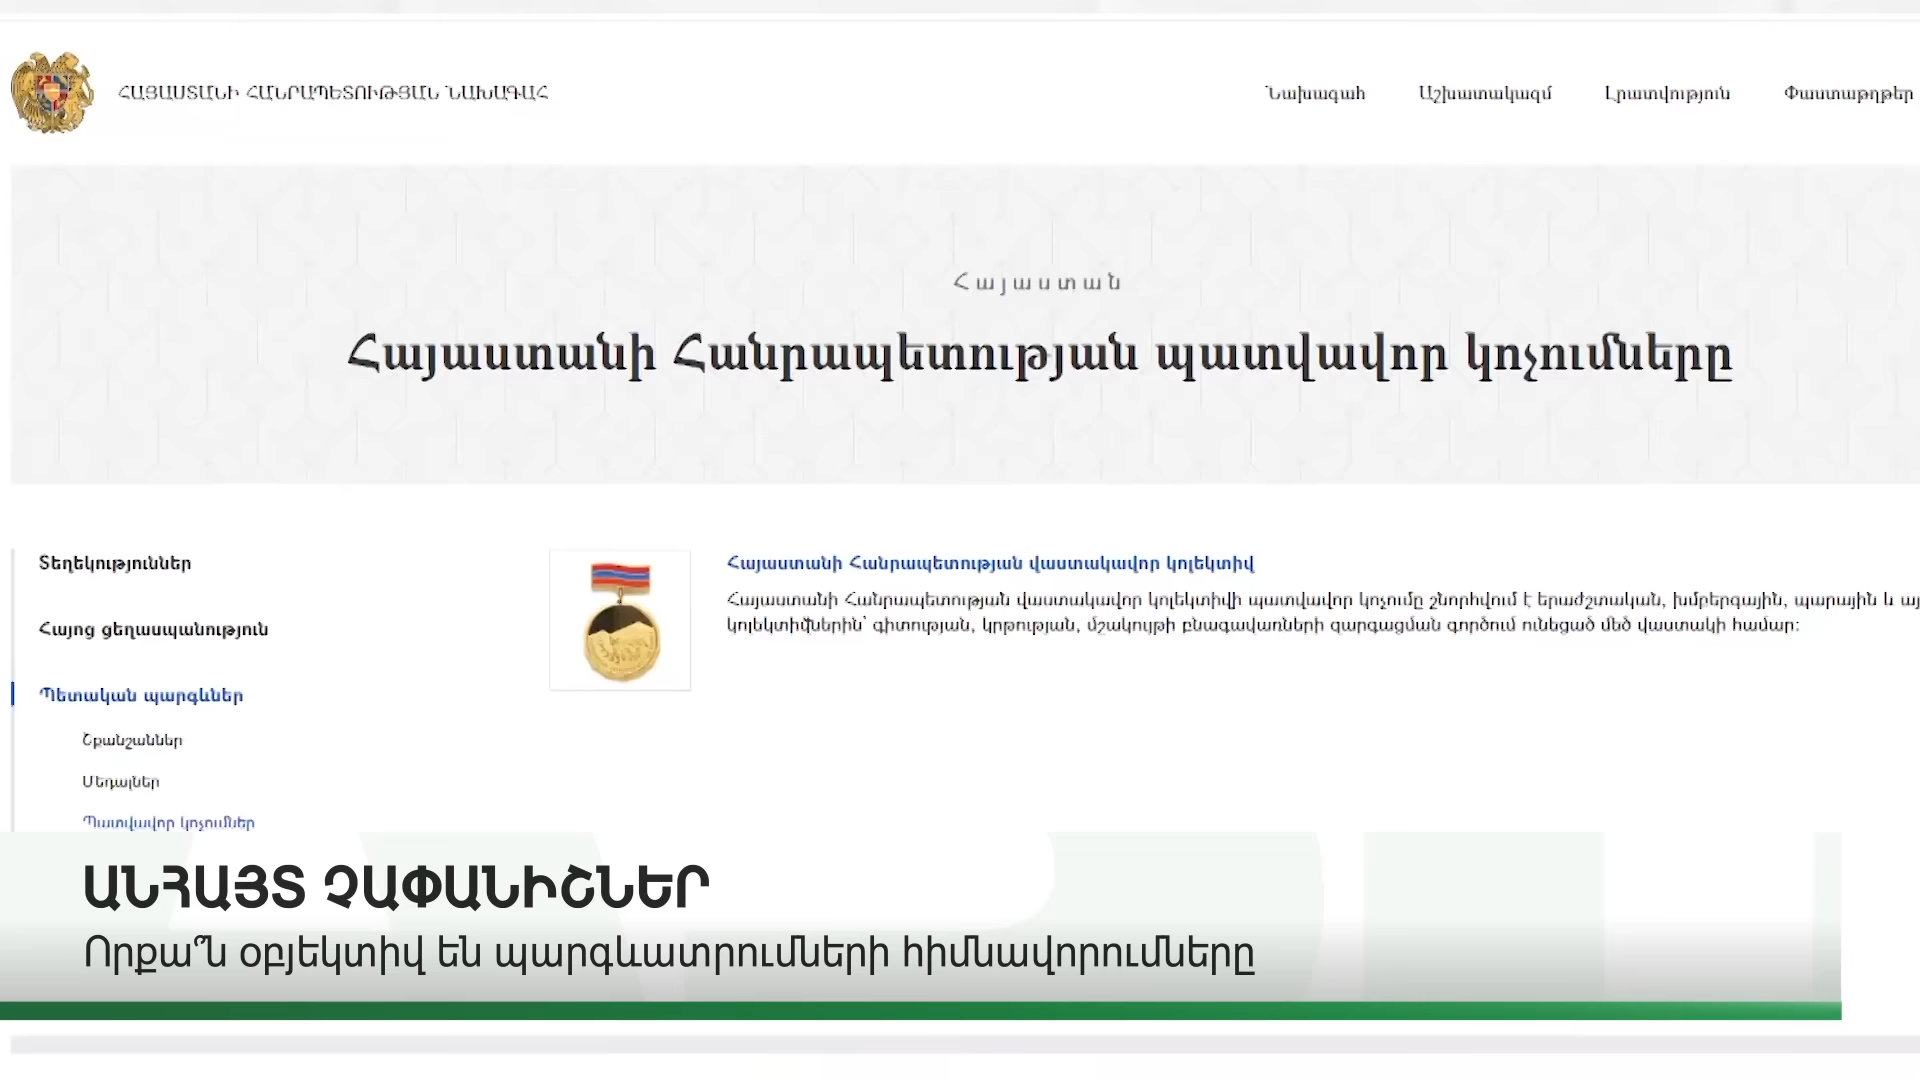 ՀԱՅԱՍՏԱՆԻ ՀԱՆՐԱՊԵՏՈՒԹՅԱՆ ՆԱԽԱԳԱՀ
Նախագահ Աշխատակազմ Լրատվություն Փաստաթղթեր
Հայաստան
Հայաստանի Հանրապետության պատվավոր կոչումները
Տեղեկություններ
Հայոց ցեղասպանություն
Պետական պարգևներ
Շքանշաններ
Մեդալներ
Պատվավոր կոչումներ
Հայաստանի Հանրապետության վաստակավոր կոլեկտիվ
Հայաստանի Հանրապետության վաստակավոր կոլեկտիվի պատվավոր կոչումը շնորհվում է երաժշտական, խմբերգային, պարային և
կոլեկտիվներին՝ գիտության, կրթության, մշակույթի բնագավառների զարգացման գործում ունեցած մեծ վաստակի համար:
ԱՆՀԱՅՏ ՉԱՓԱՆԻՇՆԵՐ
Որքա՞ն օբյեկտիվ են պարգևատրումների հիմնավորումները